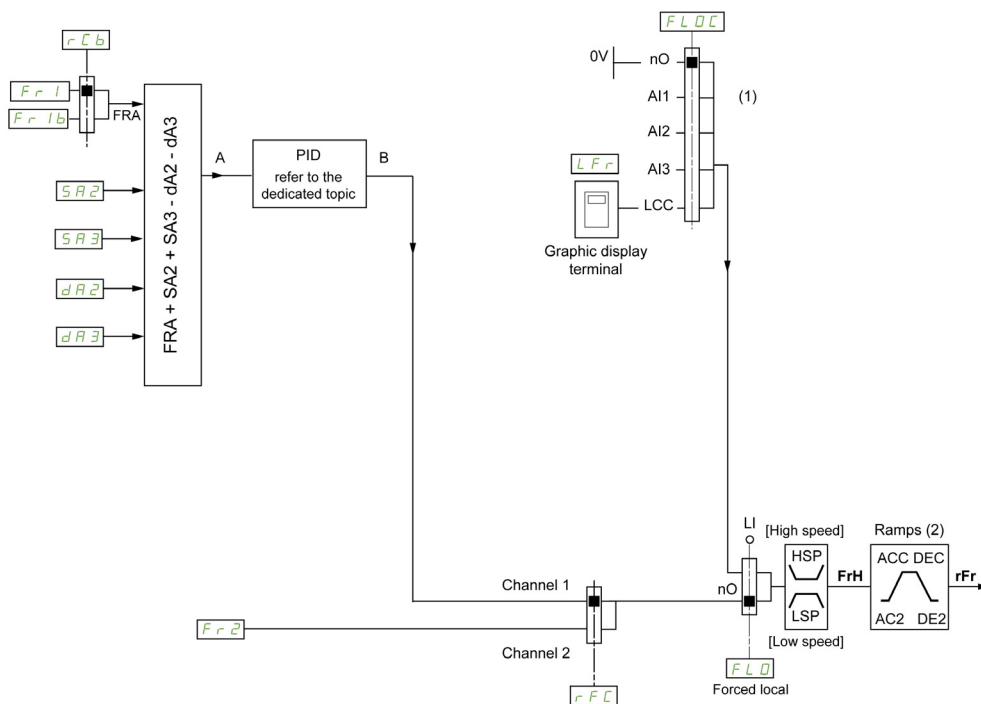 rCb
Fr1
Fr1b
FRA
SA2
SA3
dA2
dA3
FRA + SA2 + SA3 - dA2 - dA3
A
PID
refer to the
dedicated topic
B
FLOC
0V
nO
AI1
(1)
AI2
AI3
LFr
LCC
Graphic display
terminal
Channel 1
Fr2
Channel 2
rFC
LI
nO
FLO
Forced local
[High speed]
HSP
LSP
[Low speed]
FrH
Ramps (2)
ACC DEC
AC2 DE2
rFr